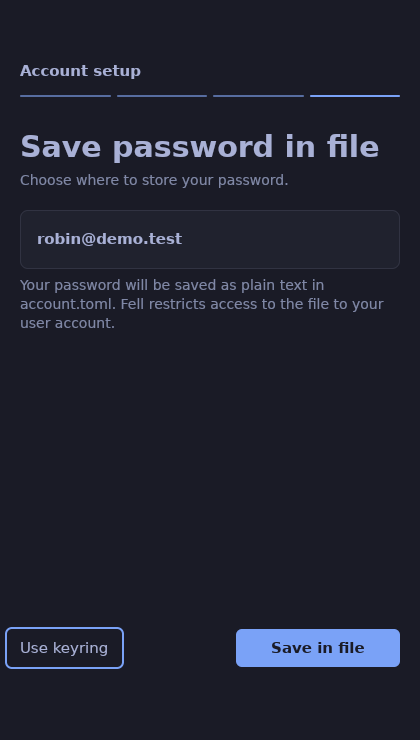 Account setup
Save password in file
Choose where to store your password.
robin@demo.test
Your password will be saved as plain text in
account.toml. Fell restricts access to the file to your
user account.
Use keyring
Save in file